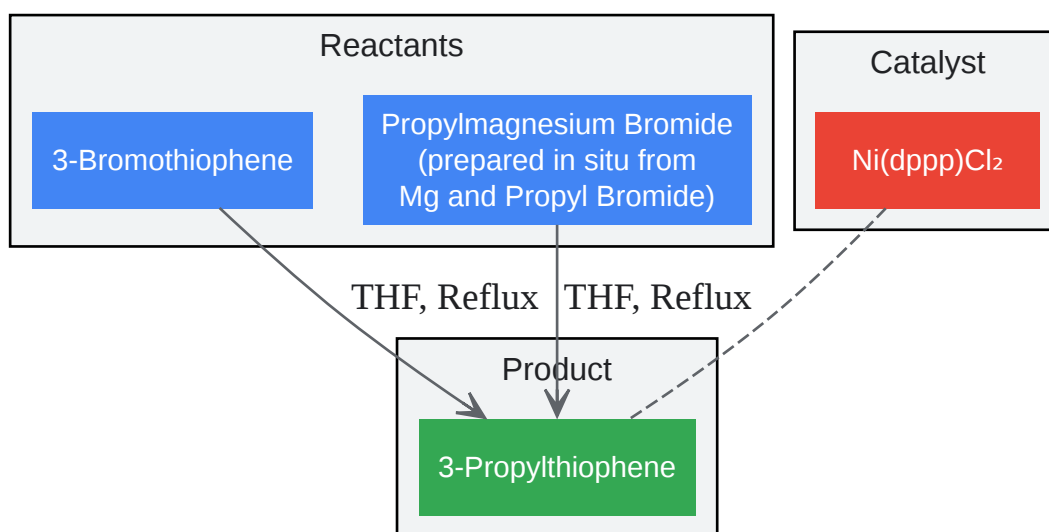 Reactants
Catalyst
3-Bromothiophene
Propylmagnesium Bromide
(prepared in situ from
Mg and Propyl Bromide)
Ni(dppp)Cl₂
THF, Reflux
THF, Reflux
Product
3-Propylthiophene